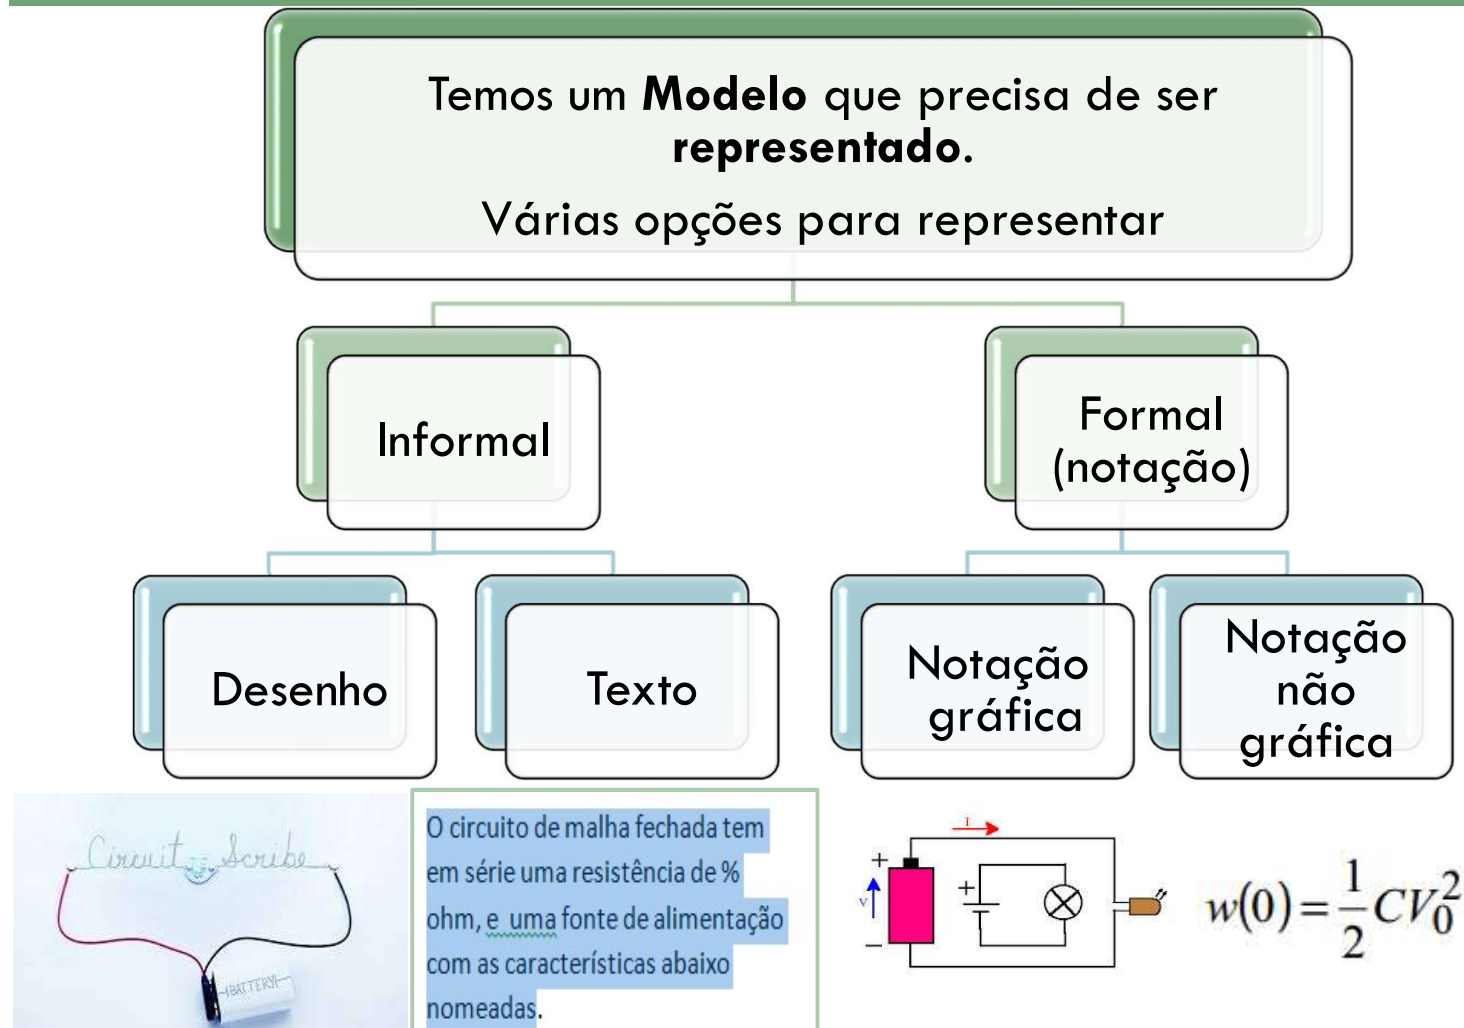 Temos um Modelo que precisa de ser
representado.
Várias opções para representar
Informal
Formal
(notação)
Desenho
Texto
Notação
gráfica
Notação
não
gráfica
Circuit Scribe
BATTERY
O circuito de malha fechada tem
em série uma resistência de %
ohm, e uma fonte de alimentação
com as características abaixo
nomeadas.
I
+
V
−
+
w(0) = 1/2 CV₀²